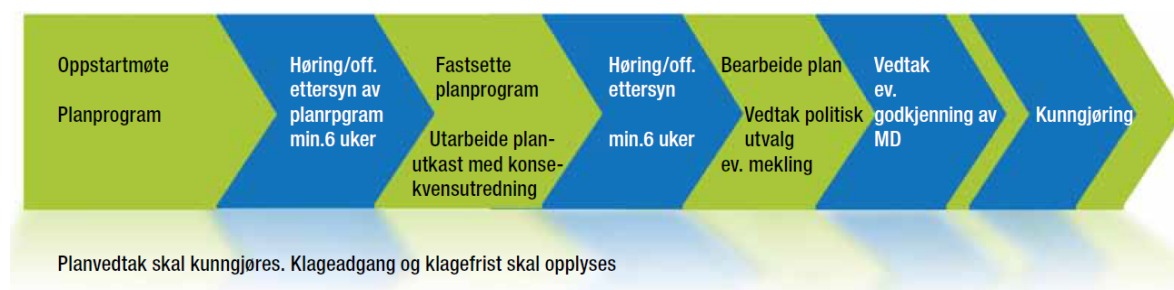 Oppstartmøte
Planprogram
Høring/off.
ettersyn av
planrpgram
min.6 uker
Fastsette
planprogram
Utarbeide plan-
utkast med konse-
kvensutredning
Høring/off.
ettersyn
min.6 uker
Bearbeide plan
Vedtak politisk
utvalg
ev. mekling
Vedtak
ev.
godkjenning av
MD
Kunngjøring
Planvedtak skal kunngjøres. Klageadgang og klagefrist skal opplyses